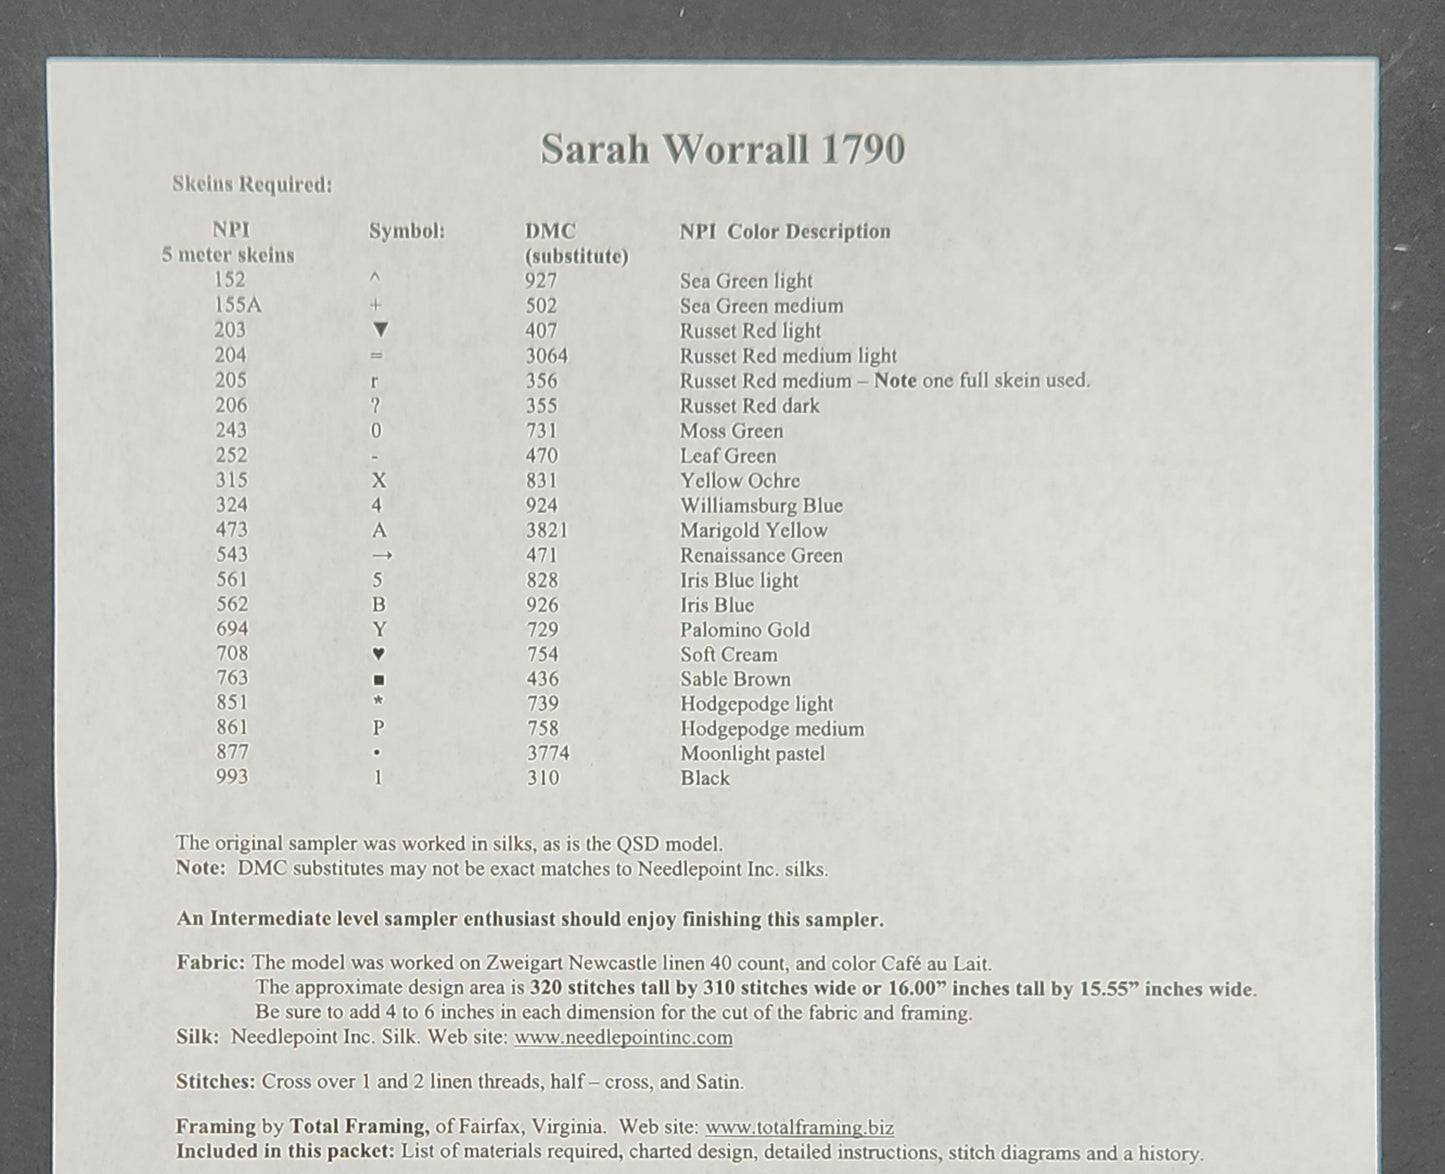 Sarah Worrall 1790
Skeins Required:
NPI Symbol: DMC NPI Color Description
5 meter skeins (substitute)
152 ^ 927 Sea Green light
155A + 502 Sea Green medium
203 ▼ 407 Russet Red light
204 = 3064 Russet Red medium light
205 r 356 Russet Red medium – Note one full skein used.
206 ? 355 Russet Red dark
243 0 731 Moss Green
252 - 470 Leaf Green
315 X 831 Yellow Ochre
324 4 924 Williamsburg Blue
473 A 3821 Marigold Yellow
543 → 471 Renaissance Green
561 5 828 Iris Blue light
562 B 926 Iris Blue
694 Y 729 Palomino Gold
708 ♥ 754 Soft Cream
763 ■ 436 Sable Brown
851 * 739 Hodgepodge light
861 P 758 Hodgepodge medium
877 • 3774 Moonlight pastel
993 1 310 Black
The original sampler was worked in silks, as is the QSD model.
Note: DMC substitutes may not be exact matches to Needlepoint Inc. silks.
An Intermediate level sampler enthusiast should enjoy finishing this sampler.
Fabric: The model was worked on Zweigart Newcastle linen 40 count, and color Café au Lait.
The approximate design area is 320 stitches tall by 310 stitches wide or 16.00” inches tall by 15.55” inches wide.
Be sure to add 4 to 6 inches in each dimension for the cut of the fabric and framing.
Silk: Needlepoint Inc. Silk. Web site: www.needlepointinc.com
Stitches: Cross over 1 and 2 linen threads, half – cross, and Satin.
Framing by Total Framing, of Fairfax, Virginia. Web site: www.totalframing.biz
Included in this packet: List of materials required, charted design, detailed instructions, stitch diagrams and a history.